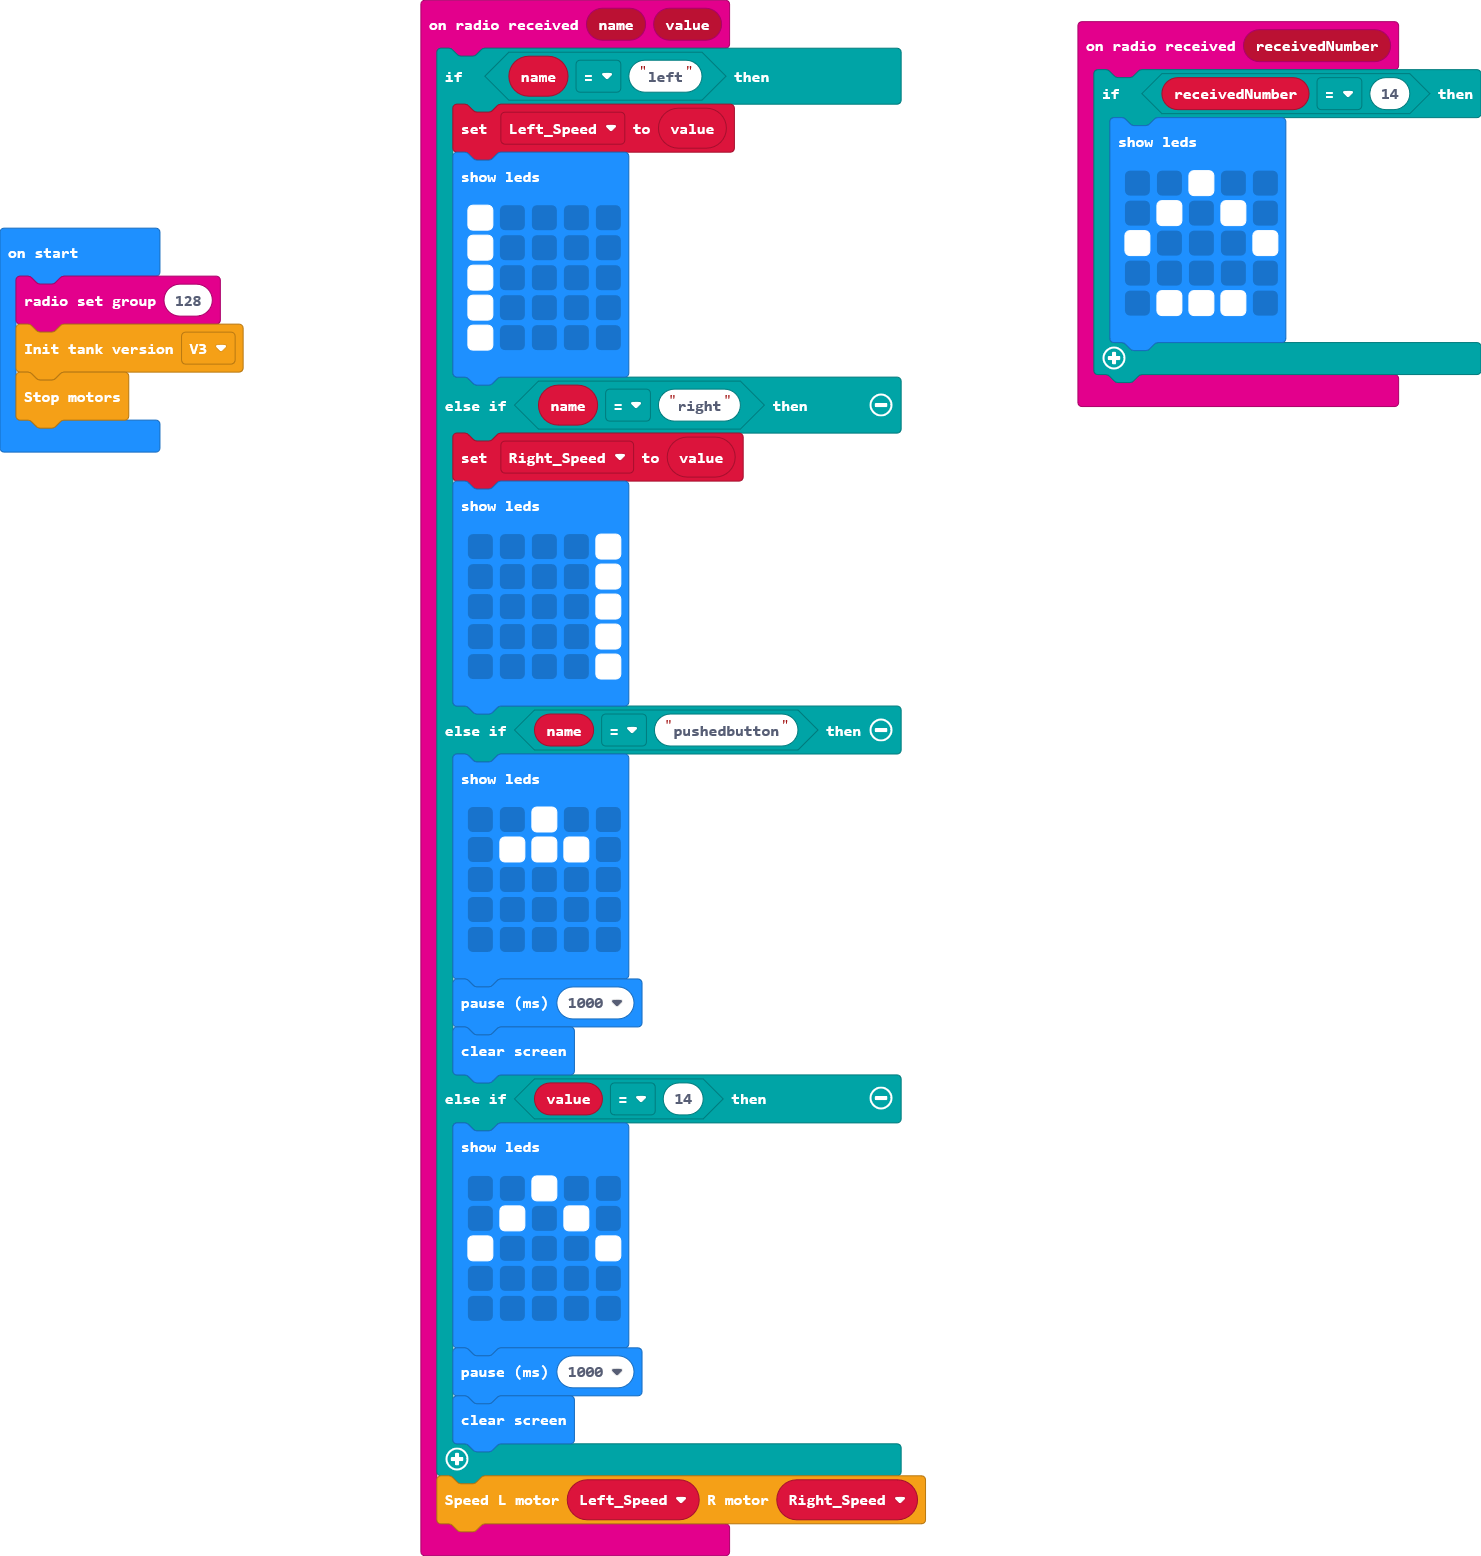 on start
radio set group 128
Init tank version V3
Stop motors
on radio received name value
if name = "left" then
set Left_Speed to value
show leds
else if name = "right" then
set Right_Speed to value
show leds
else if name = "pushedbutton" then
show leds
pause (ms) 1000
clear screen
else if value = 14 then
show leds
pause (ms) 1000
clear screen
Speed L motor Left_Speed R motor Right_Speed
on radio received receivedNumber
if receivedNumber = 14 then
show leds